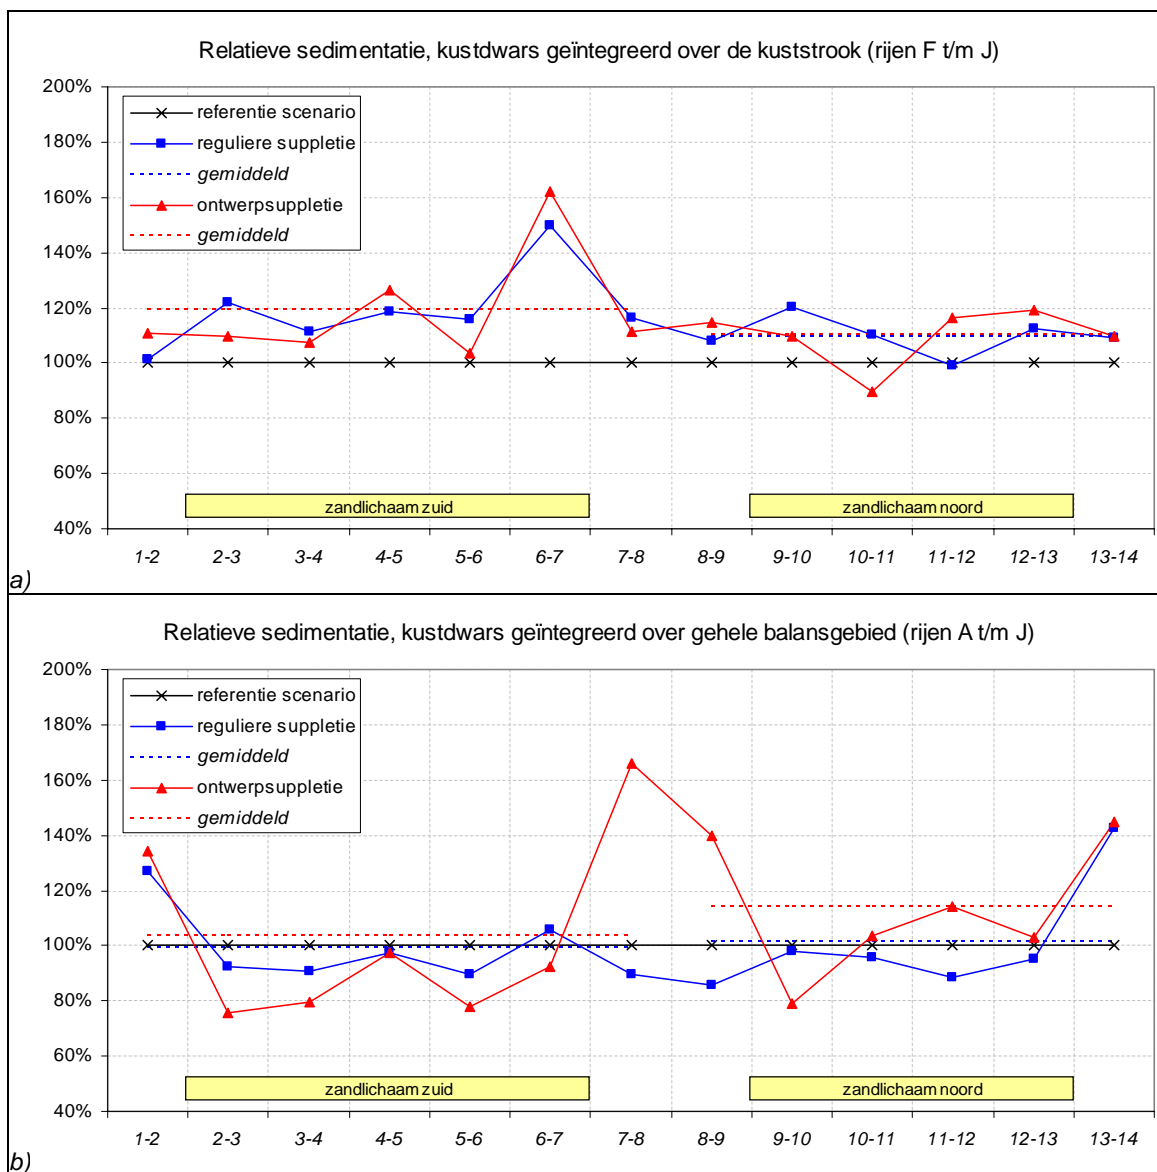 Relatieve sedimentatie, kustdwars geïntegreerd over de kuststrook (rijen F t/m J)
200%
180%
160%
140%
120%
100%
80%
60%
40%
referentie scenario
reguliere suppletie
gemiddeld
ontwerpsuppletie
gemiddeld
zandlichaam zuid
zandlichaam noord
1-2 2-3 3-4 4-5 5-6 6-7 7-8 8-9 9-10 10-11 11-12 12-13 13-14
a)
Relatieve sedimentatie, kustdwars geïntegreerd over gehele balansgebied (rijen A t/m J)
200%
180%
160%
140%
120%
100%
80%
60%
40%
referentie scenario
reguliere suppletie
gemiddeld
ontwerpsuppletie
gemiddeld
zandlichaam zuid
zandlichaam noord
1-2 2-3 3-4 4-5 5-6 6-7 7-8 8-9 9-10 10-11 11-12 12-13 13-14
b)